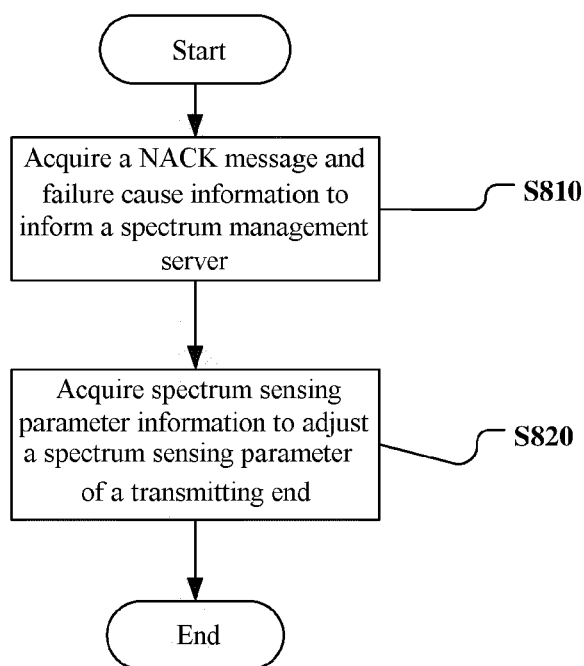 Start
Acquire a NACK message and
failure cause information to
inform a spectrum management
server
S810
Acquire spectrum sensing
parameter information to adjust
a spectrum sensing parameter
of a transmitting end
S820
End